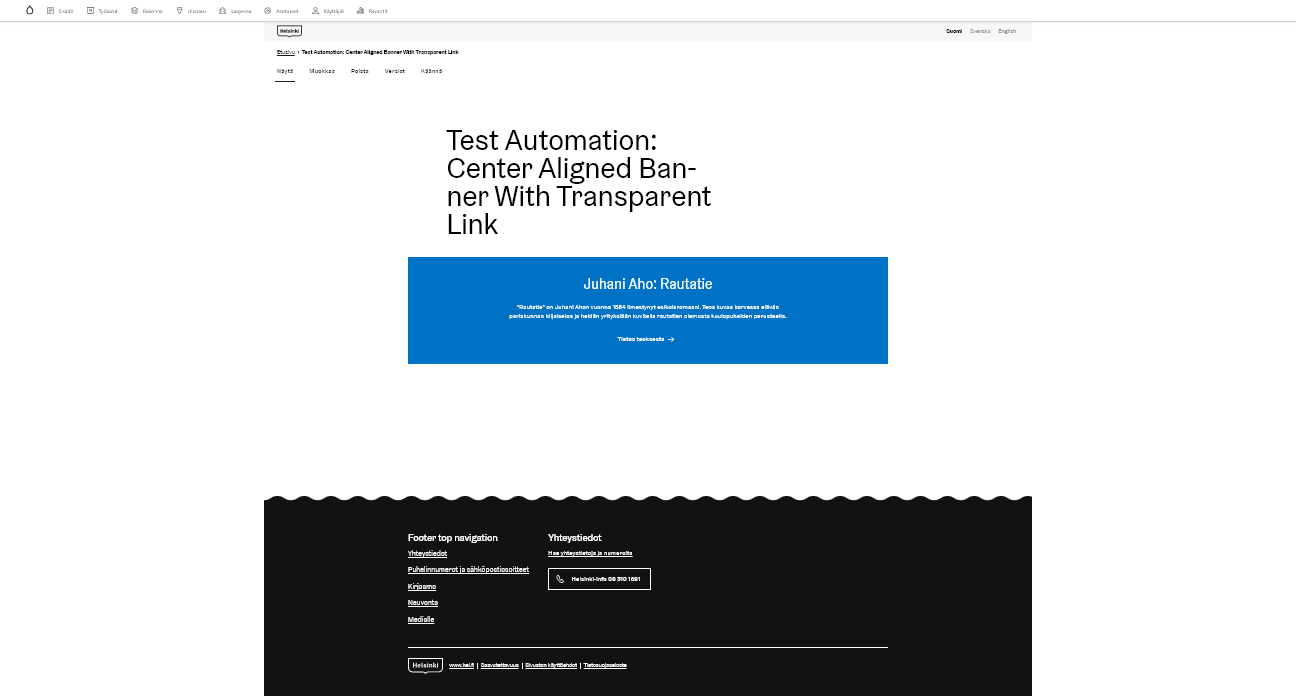 Sisältö Työkalut Rakenne Ulkoasu Laajenna Asetukset Käyttäjät Raportit
Helsinki Suomi Svenska English
Etusivu › Test Automation: Center Aligned Banner With Transparent Link
Näytä Muokkaa Poista Versiot Käännä
Test Automation:
Center Aligned Ban-
ner With Transparent
Link
Juhani Aho: Rautatie
"Rautatie" on Juhani Ahon vuonna 1884 ilmestynyt esikoisromaani. Teos kuvaa korvessa elävän
pariskunnan hiljaiseloa ja heidän yrityksiään kuvitella rautatien olemusta kuulopuheiden perusteella.
Tietoa teoksesta →
Footer top navigation
Yhteystiedot
Puhelinnumerot ja sähköpostiosoitteet
Kirjaamo
Neuvonta
Medialle
Yhteystiedot
Hae yhteystietoja ja numeroita
Helsinki-info 09 310 1691
Helsinki www.hel.fi | Saavutettavuus | Sivuston käyttöehdot | Tietosuojaseloste